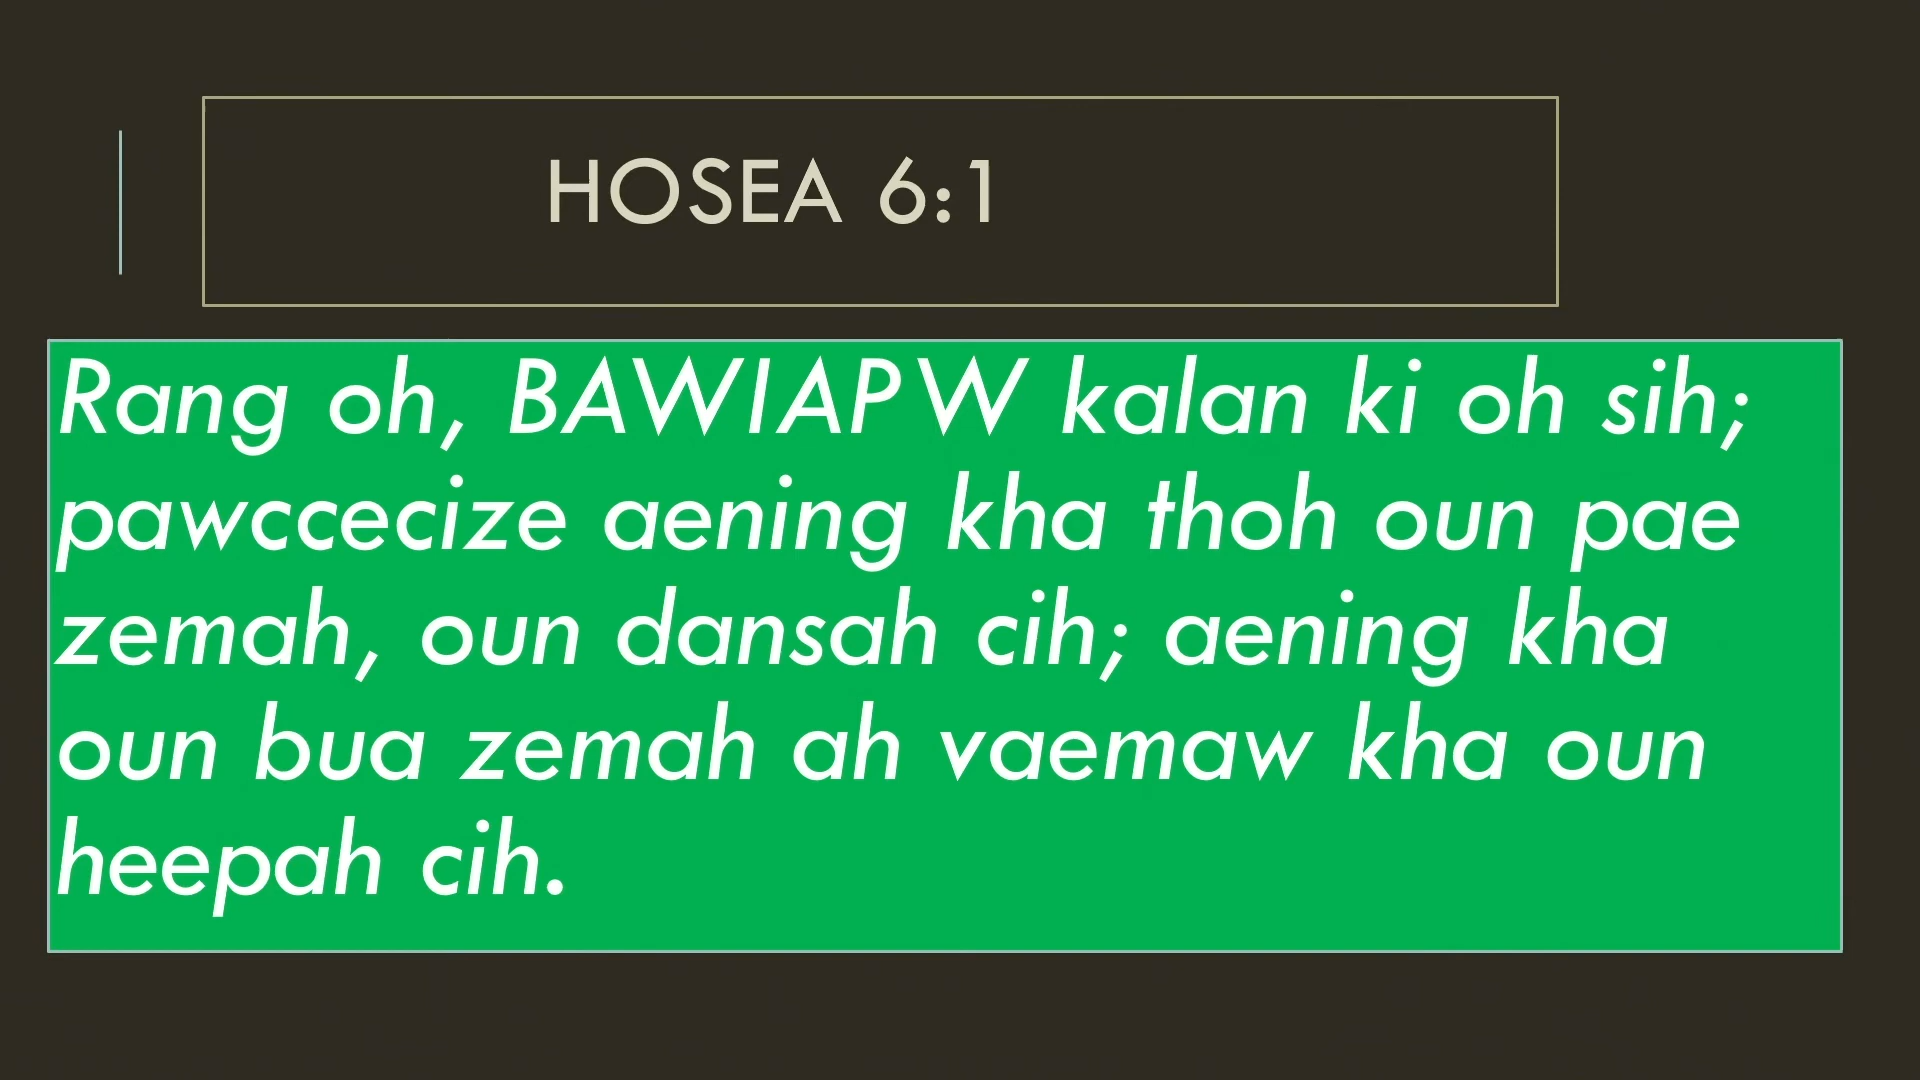 HOSEA 6:1
Rang oh, BAWIAPW kalan ki oh sih;
pawccecize aening kha thoh oun pae
zemah, oun dansah cih; aening kha
oun bua zemah ah vaemaw kha oun
heepah cih.